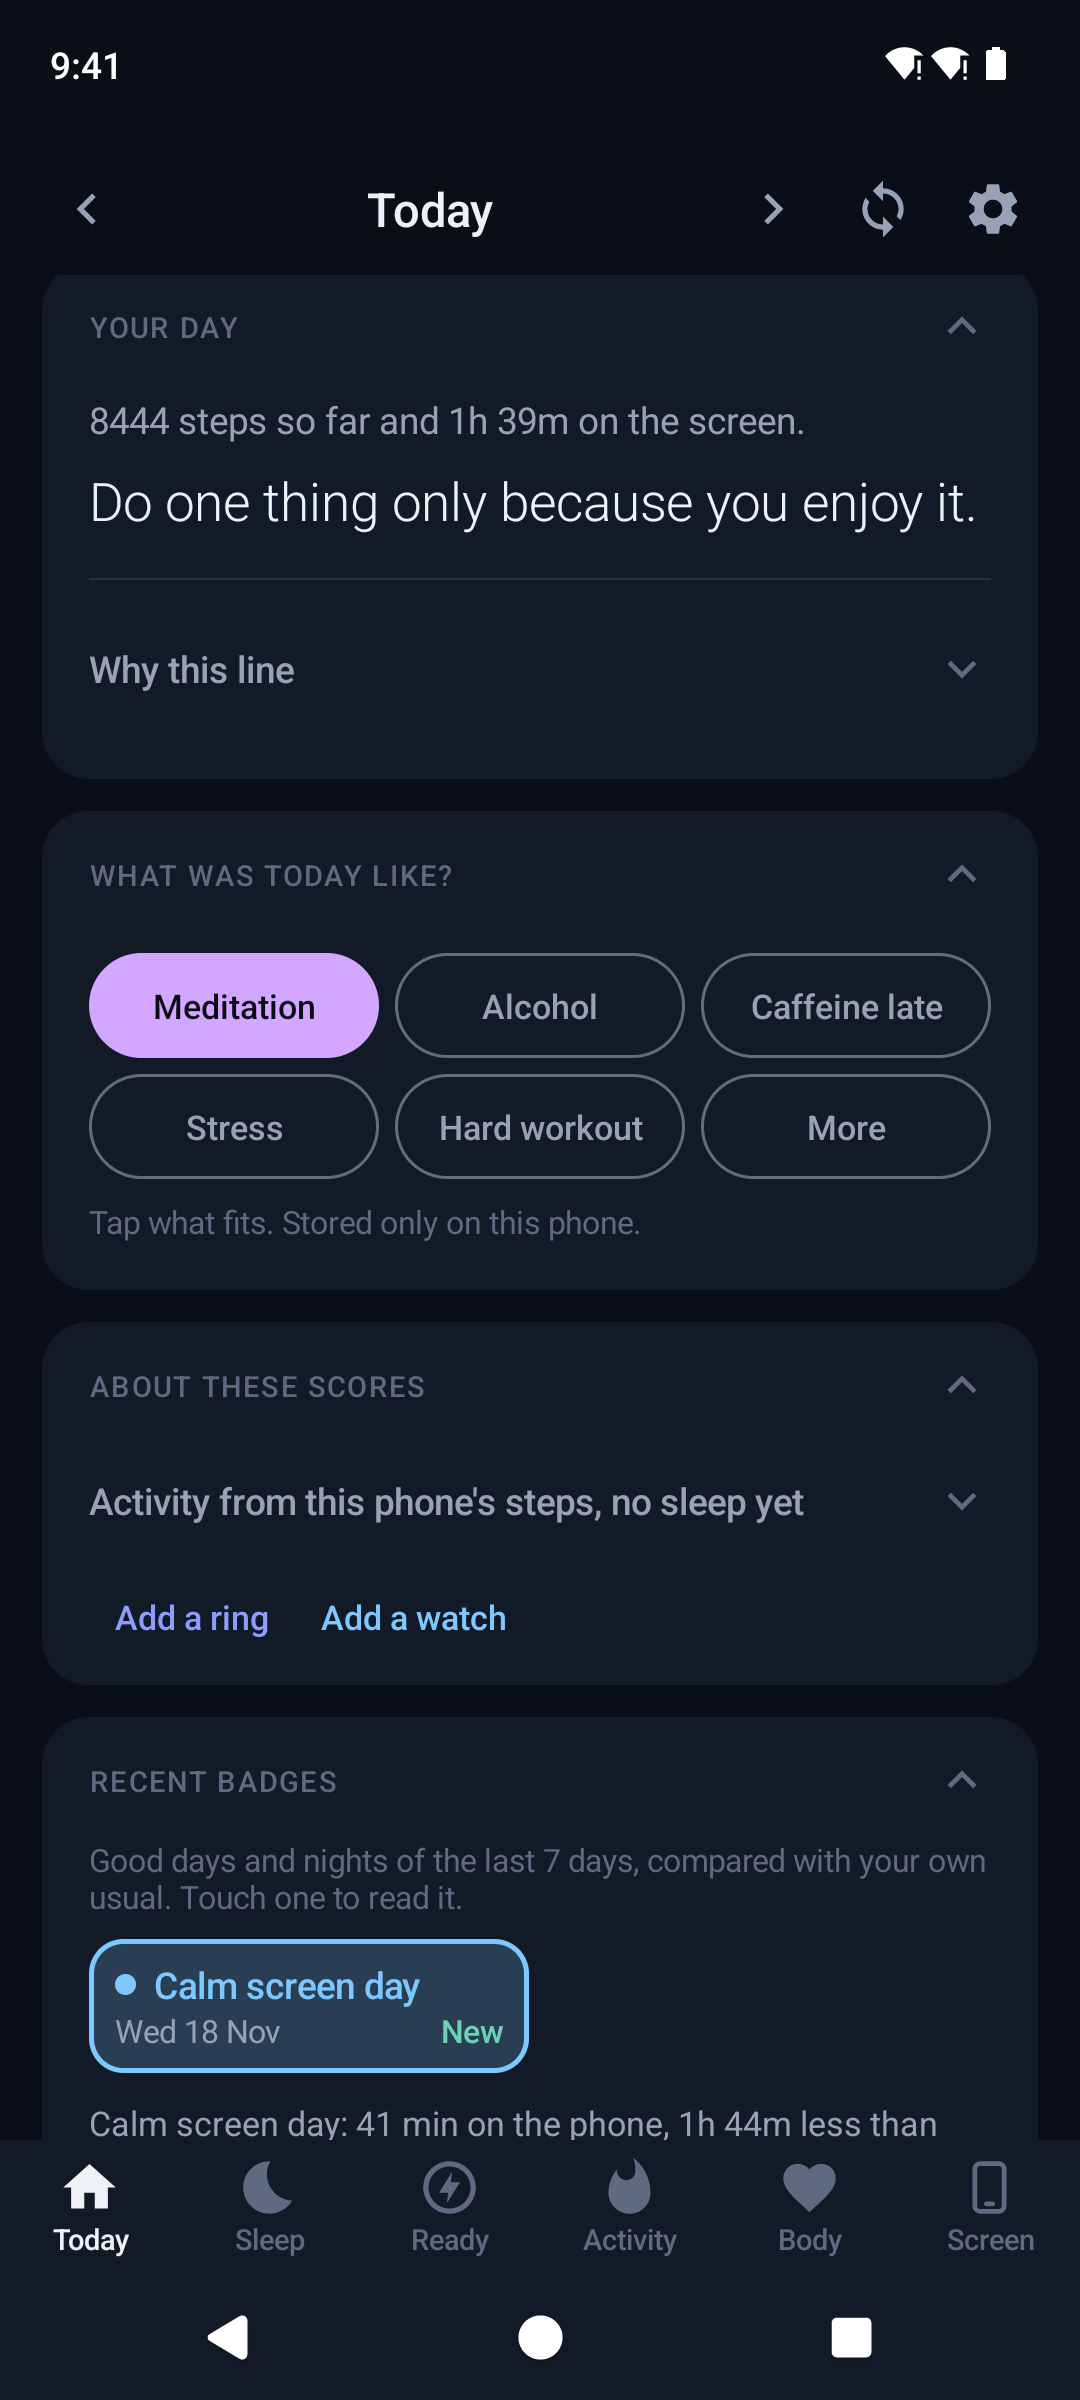 9:41
Today
YOUR DAY
8444 steps so far and 1h 39m on the screen.
Do one thing only because you enjoy it.
Why this line
WHAT WAS TODAY LIKE?
Meditation
Alcohol
Caffeine late
Stress
Hard workout
More
Tap what fits. Stored only on this phone.
ABOUT THESE SCORES
Activity from this phone's steps, no sleep yet
Add a ring
Add a watch
RECENT BADGES
Good days and nights of the last 7 days, compared with your own
usual. Touch one to read it.
Calm screen day
Wed 18 Nov
New
Calm screen day: 41 min on the phone, 1h 44m less than
Today
Sleep
Ready
Activity
Body
Screen